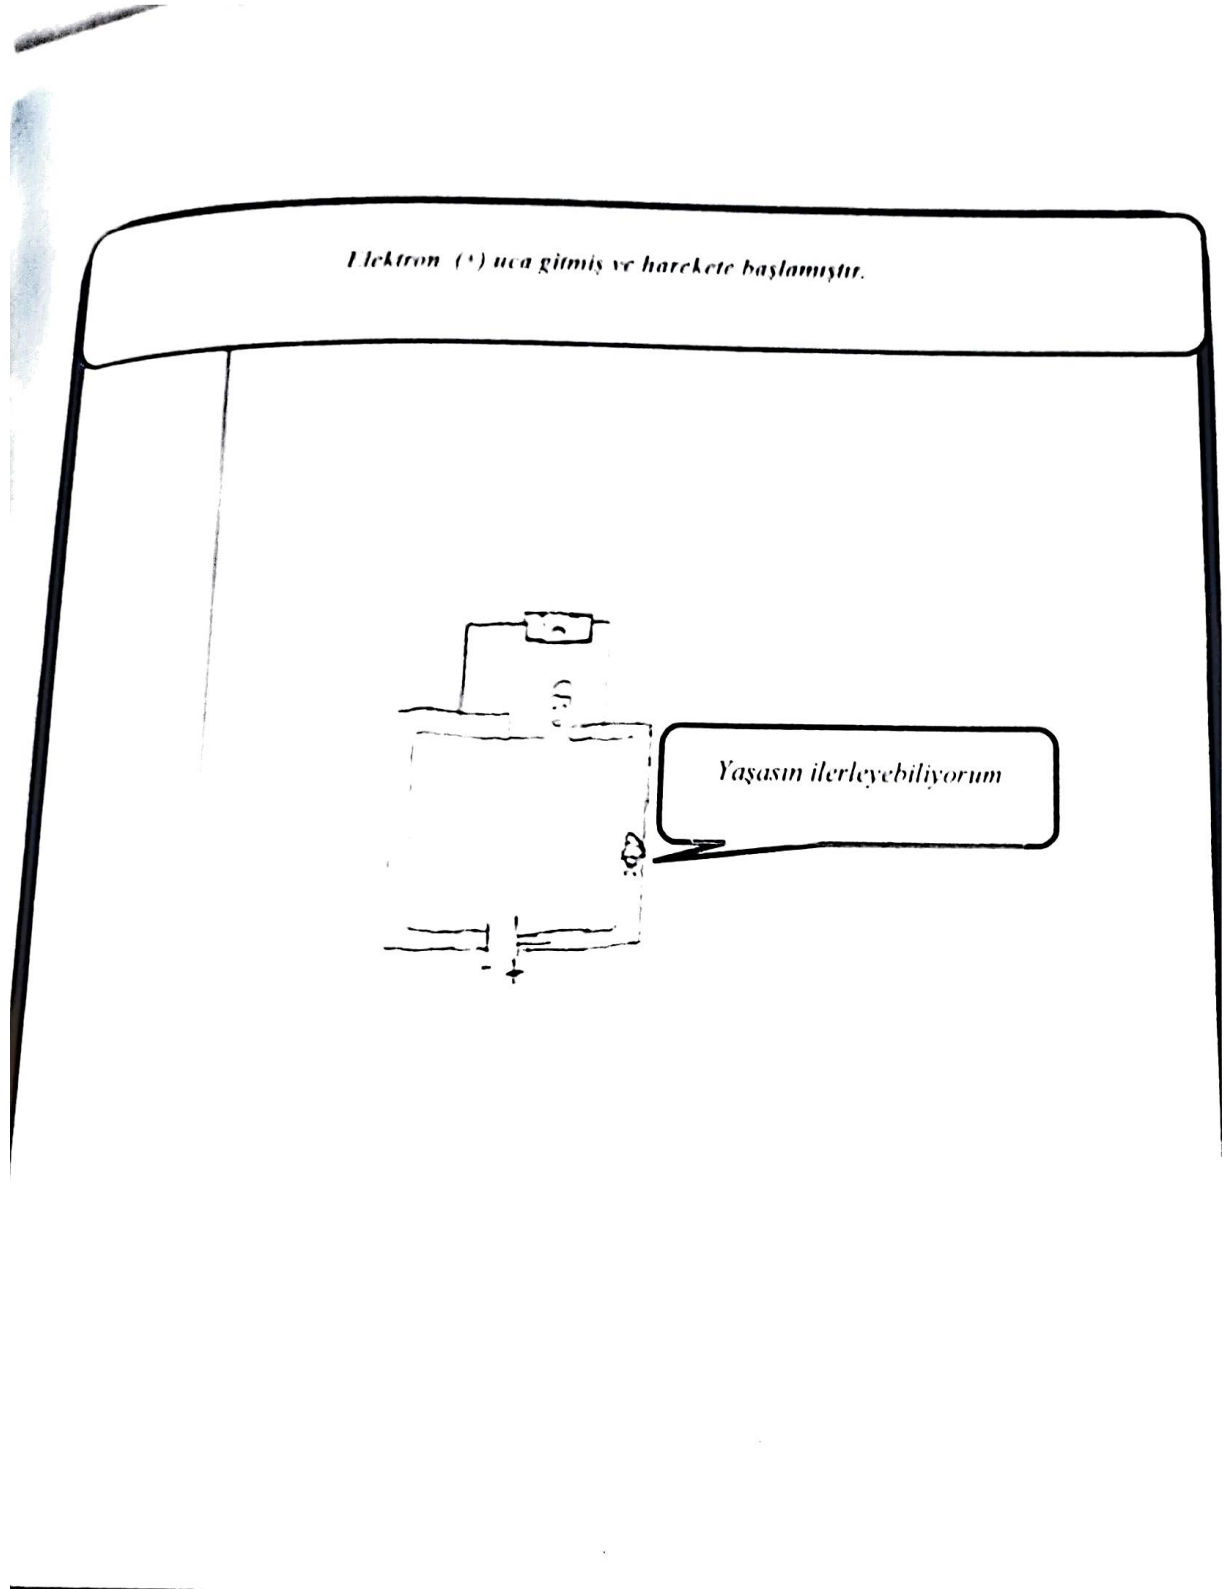 Elektron (+) uca gitmiş ve harekete başlamıştır.
Yaşasın ilerleyebiliyorum
- +